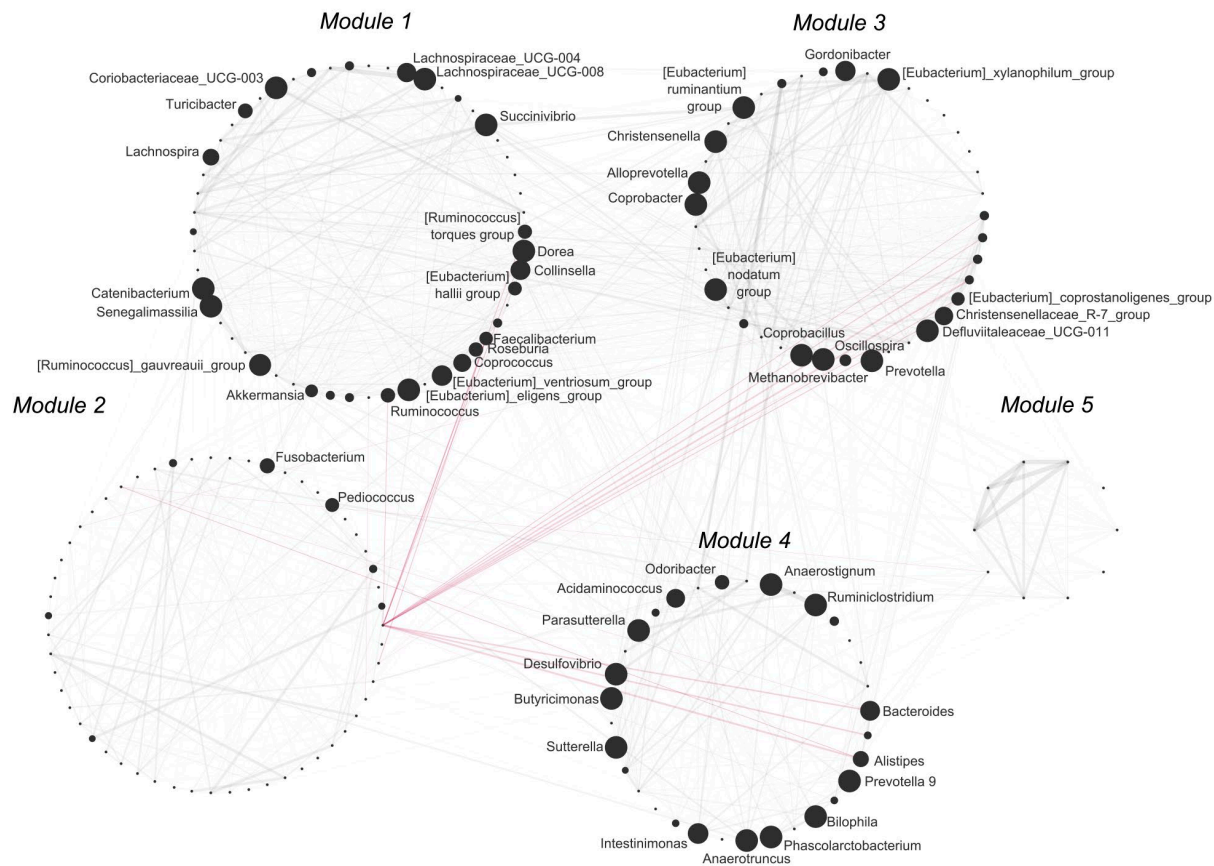 Module 1
Lachnospiraceae_UCG-004
Lachnospiraceae_UCG-008
Coriobacteriaceae_UCG-003
Turicibacter
Succinivibrio
Lachnospira
[Ruminococcus]
torques group
Dorea
Collinsella
[Eubacterium]
hallii group
Catenibacterium
Senegalimassilia
Faecalibacterium
Roseburia
Coprococcus
[Ruminococcus]_gauvreauii_group
[Eubacterium]_ventriosum_group
Akkermansia
[Eubacterium]_eligens_group
Ruminococcus
Module 3
Gordonibacter
[Eubacterium]_xylanophilum_group
[Eubacterium]
ruminantium
group
Christensenella
Alloprevotella
Coprobacter
[Eubacterium]
nodatum
group
[Eubacterium]_coprostanoligenes_group
Christensenellaceae_R-7_group
Defluviitaleaceae_UCG-011
Coprobacillus
Oscillospira
Prevotella
Methanobrevibacter
Module 2
Fusobacterium
Pediococcus
Module 5
Module 4
Odoribacter
Anaerostignum
Acidaminococcus
Ruminiclostridium
Parasutterella
Desulfovibrio
Butyricimonas
Bacteroides
Sutterella
Alistipes
Prevotella 9
Bilophila
Intestinimonas
Phascolarctobacterium
Anaerotruncus